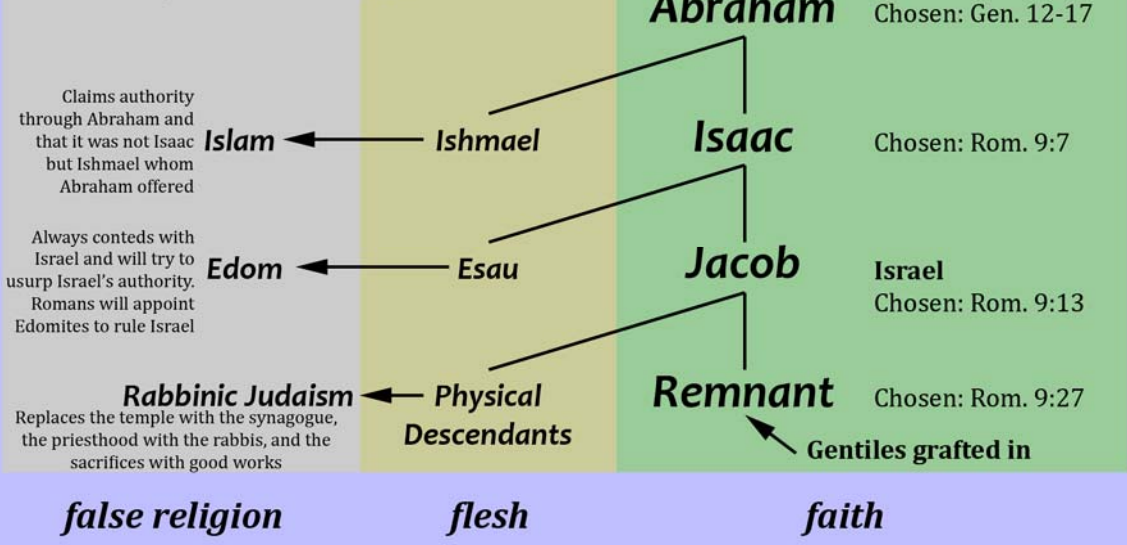 Abraham
Chosen: Gen. 12-17
Claims authority
through Abraham and
that it was not Isaac
but Ishmael whom
Abraham offered
Islam
Ishmael
Isaac
Chosen: Rom. 9:7
Always conteds with
Israel and will try to
usurp Israel's authority.
Romans will appoint
Edomites to rule Israel
Edom
Esau
Jacob
Israel
Chosen: Rom. 9:13
Rabbinic Judaism
Replaces the temple with the synagogue,
the priesthood with the rabbis, and the
sacrifices with good works
Physical
Descendants
Remnant
Chosen: Rom. 9:27
Gentiles grafted in
false religion
flesh
faith